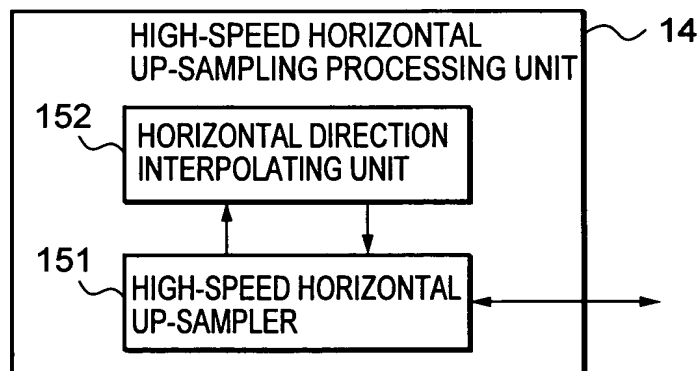 HIGH-SPEED HORIZONTAL
UP-SAMPLING PROCESSING UNIT
14
152
HORIZONTAL DIRECTION
INTERPOLATING UNIT
151
HIGH-SPEED HORIZONTAL
UP-SAMPLER